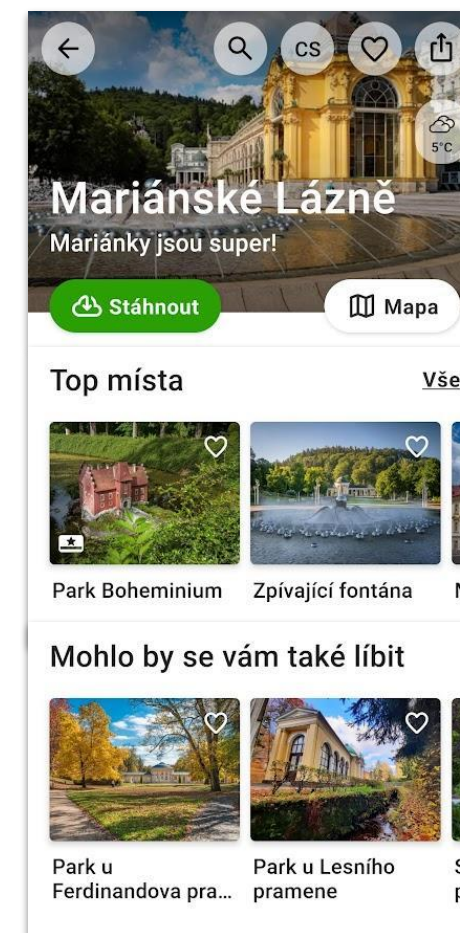 CS
5°C
Mariánské Lázně
Mariánky jsou super!
Stáhnout
Mapa
Top místa
Vše
Park Boheminium
Zpívající fontána
Mohlo by se vám také líbit
Park u
Ferdinandova pra...
Park u Lesního
pramene